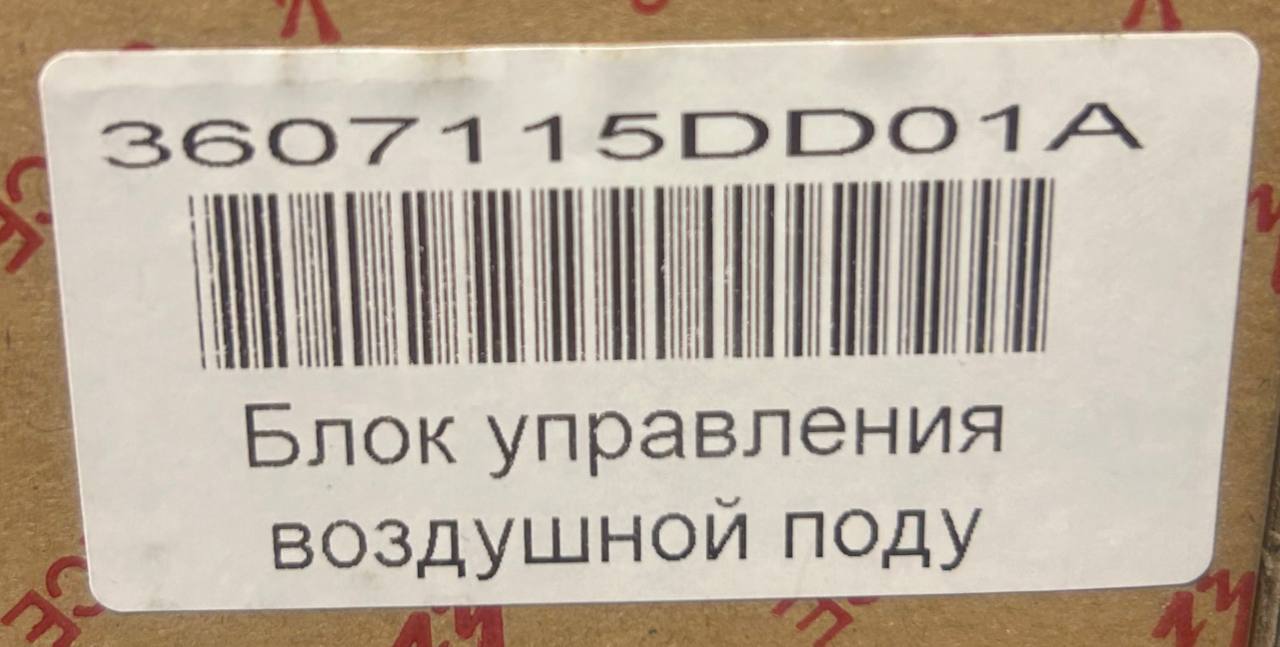 3607115DD01A
Блок управления
воздушной поду